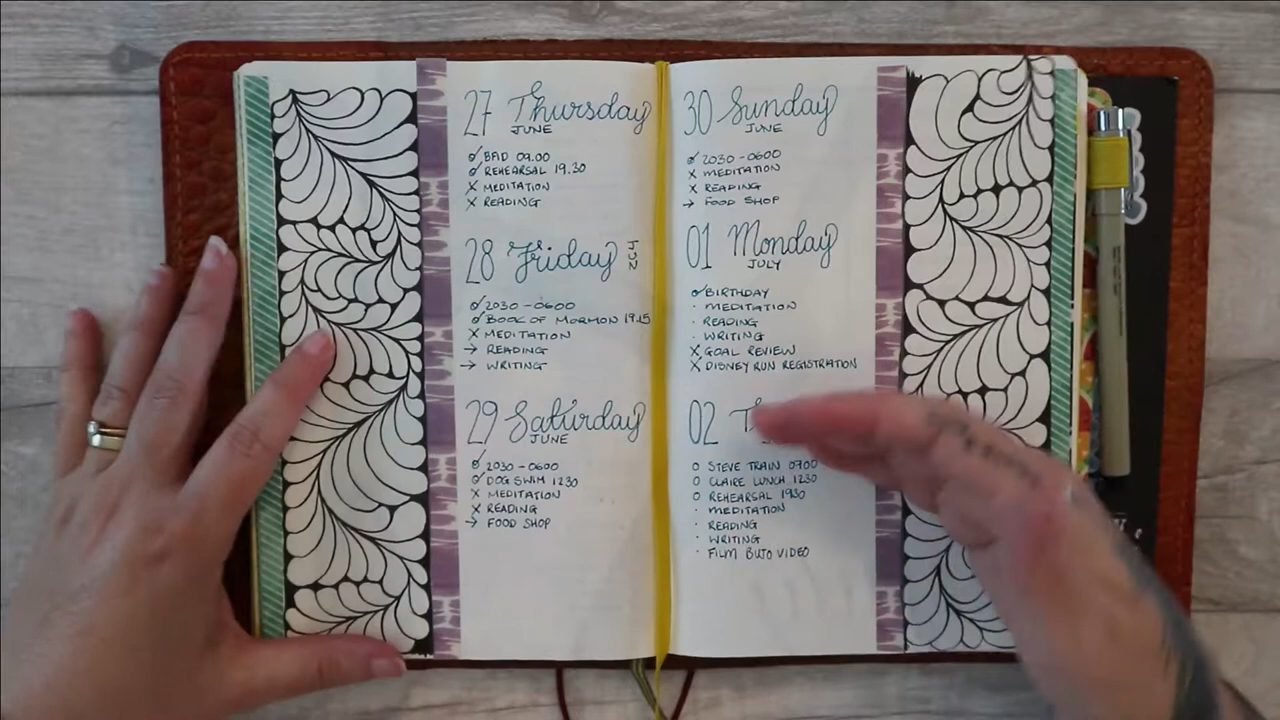 27 Thursday
JUNE
BAD 09.00
REHEARSAL 19.30
X MEDITATION
X READING
28 Friday
JUN
2030-0600
BOOK OF MORMON 19.15
X MEDITATION
→ READING
→ WRITING
29 Saturday
JUNE
2030-0600
DOG SWIM 1230
X MEDITATION
X READING
→ FOOD SHOP
30 Sunday
JUNE
2030-0600
X MEDITATION
X READING
→ FOOD SHOP
01 Monday
JULY
BIRTHDAY
· MEDITATION
· READING
· WRITING
X GOAL REVIEW
X DISNEY RUN REGISTRATION
02 T
O STEVE TRAIN 0700
O CLAIRE LUNCH 1230
O REHEARSAL 1930
· MEDITATION
· READING
· WRITING
· FILM BUJO VIDEO